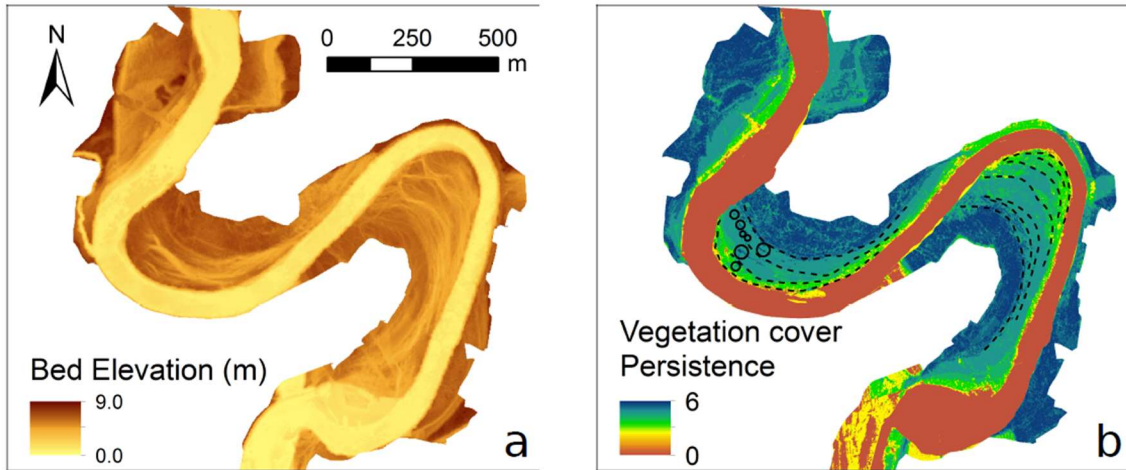 N
0 250 500
m
Bed Elevation (m)
9.0
0.0
a
Vegetation cover
Persistence
6
0
b